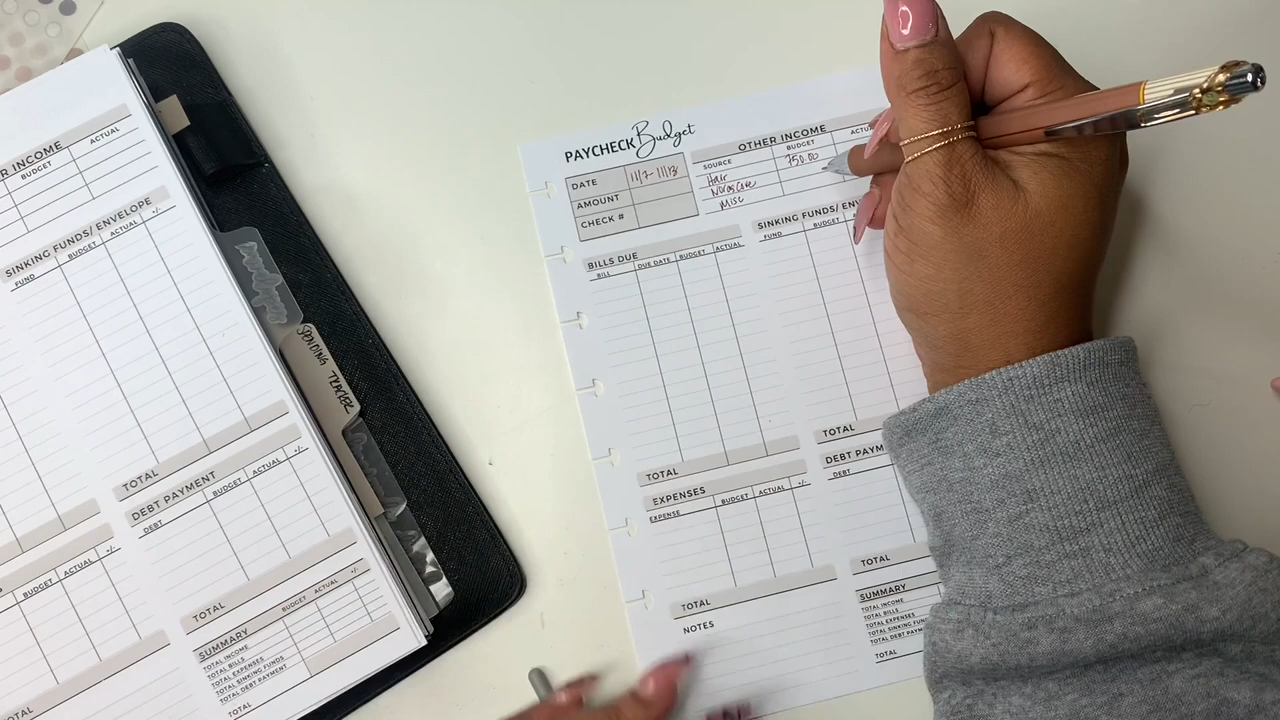 R INCOME
BUDGET ACTUAL
SINKING FUNDS/ ENVELOPE
FUND BUDGET ACTUAL +/-
TOTAL
DEBT PAYMENT
DEBT BUDGET ACTUAL +/-
TOTAL
BUDGET ACTUAL +/-
TOTAL
SUMMARY BUDGET ACTUAL +/-
TOTAL INCOME
TOTAL BILLS
TOTAL EXPENSES
TOTAL SINKING FUNDS
TOTAL DEBT PAYMENT
TOTAL
SPENDING TRACKER
PAYCHECK Budget
DATE 11/7-11/13
AMOUNT
CHECK #
OTHER INCOME
SOURCE BUDGET ACTU
Hair 750.00
Misc
BILLS DUE
BILL DUE DATE BUDGET ACTUAL
TOTAL
SINKING FUNDS/ ENV
FUND BUDGET
TOTAL
EXPENSES BUDGET ACTUAL +/-
EXPENSE
TOTAL
DEBT PAYM
DEBT
TOTAL
NOTES
SUMMARY
TOTAL INCOME
TOTAL BILLS
TOTAL EXPENSES
TOTAL SINKING FUN
TOTAL DEBT PAYM
TOTAL